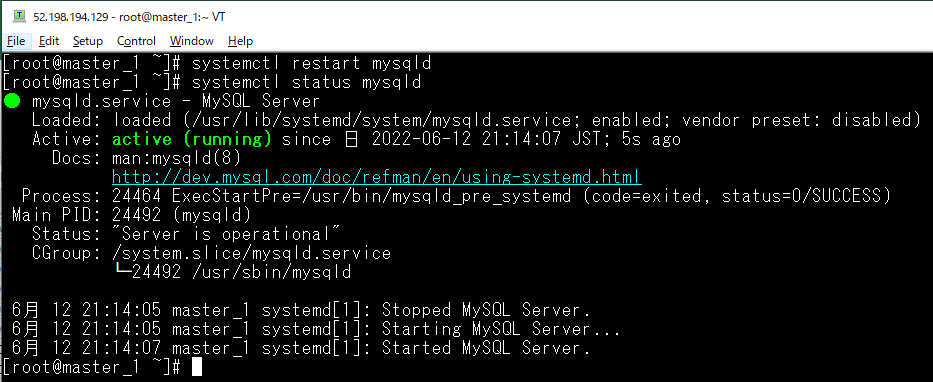 52.198.194.129 - root@master_1:~ VT
File Edit Setup Control Window Help
[root@master_1 ~]# systemctl restart mysqld
[root@master_1 ~]# systemctl status mysqld
● mysqld.service - MySQL Server
Loaded: loaded (/usr/lib/systemd/system/mysqld.service; enabled; vendor preset: disabled)
Active: active (running) since 日 2022-06-12 21:14:07 JST; 5s ago
Docs: man:mysqld(8)
http://dev.mysql.com/doc/refman/en/using-systemd.html
Process: 24464 ExecStartPre=/usr/bin/mysqld_pre_systemd (code=exited, status=0/SUCCESS)
Main PID: 24492 (mysqld)
Status: "Server is operational"
CGroup: /system.slice/mysqld.service
└─24492 /usr/sbin/mysqld
6月 12 21:14:05 master_1 systemd[1]: Stopped MySQL Server.
6月 12 21:14:05 master_1 systemd[1]: Starting MySQL Server...
6月 12 21:14:07 master_1 systemd[1]: Started MySQL Server.
[root@master_1 ~]#